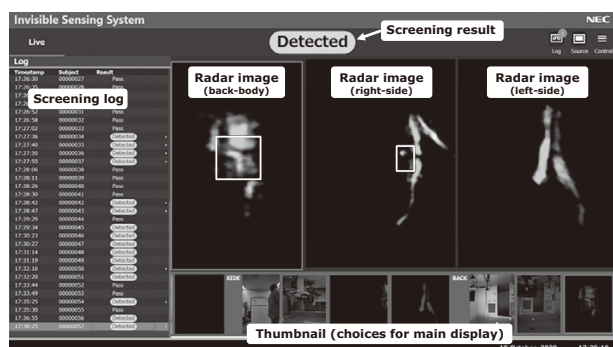 Invisible Sensing System
NEC
Live
Detected
Screening result
Log
Source
Control
Log
Timestamp Subject Result
17:26:30 00000027 Pass
17:26:35 00000028 Pass
Screening log
17:26:52 00000031 Pass
17:26:58 00000032 Pass
17:27:02 00000033 Pass
17:27:36 00000034 Detected
17:27:40 00000035 Detected
17:27:50 00000036 Detected
17:27:55 00000037 Detected
17:28:06 00000038 Pass
17:28:11 00000039 Pass
17:28:26 00000040 Pass
17:28:30 00000041 Pass
17:28:42 00000042 Detected
17:28:47 00000043 Detected
17:29:29 00000044 Pass
17:29:34 00000045 Detected
17:30:23 00000046 Detected
17:30:27 00000047 Detected
17:31:14 00000048 Detected
17:31:19 00000049 Detected
17:32:16 00000050 Detected
17:32:20 00000051 Detected
17:33:44 00000052 Pass
17:33:49 00000053 Pass
17:35:25 00000054 Detected
17:35:30 00000055 Pass
17:36:55 00000056 Detected
17:38:25 00000057 Detected
Radar image
(back-body)
Radar image
(right-side)
Radar image
(left-side)
SIDE
BACK
Thumbnail (choices for main display)